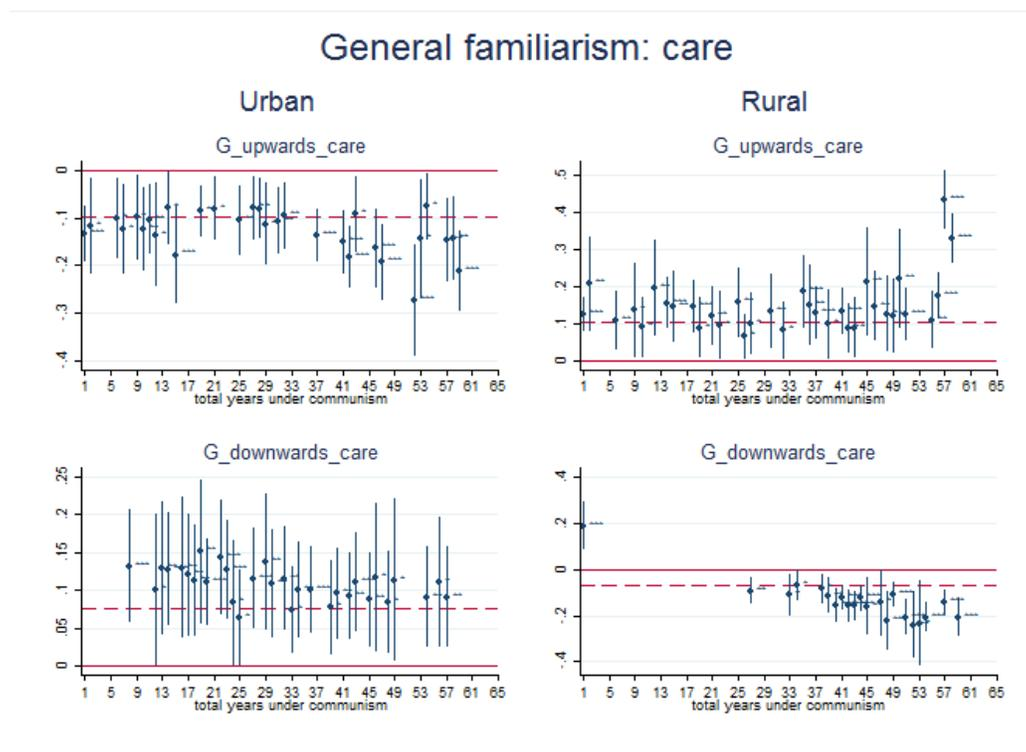 General familiarism: care
Urban
Rural
G_upwards_care
0
-.1
-.2
-.3
-.4
1 5 9 13 17 21 25 29 33 37 41 45 49 53 57 61 65
total years under communism
G_upwards_care
.5
.4
.3
.2
.1
0
1 5 9 13 17 21 25 29 33 37 41 45 49 53 57 61 65
total years under communism
G_downwards_care
.25
.2
.15
.1
.05
0
1 5 9 13 17 21 25 29 33 37 41 45 49 53 57 61 65
total years under communism
G_downwards_care
.4
.2
0
-.2
-.4
1 5 9 13 17 21 25 29 33 37 41 45 49 53 57 61 65
total years under communism